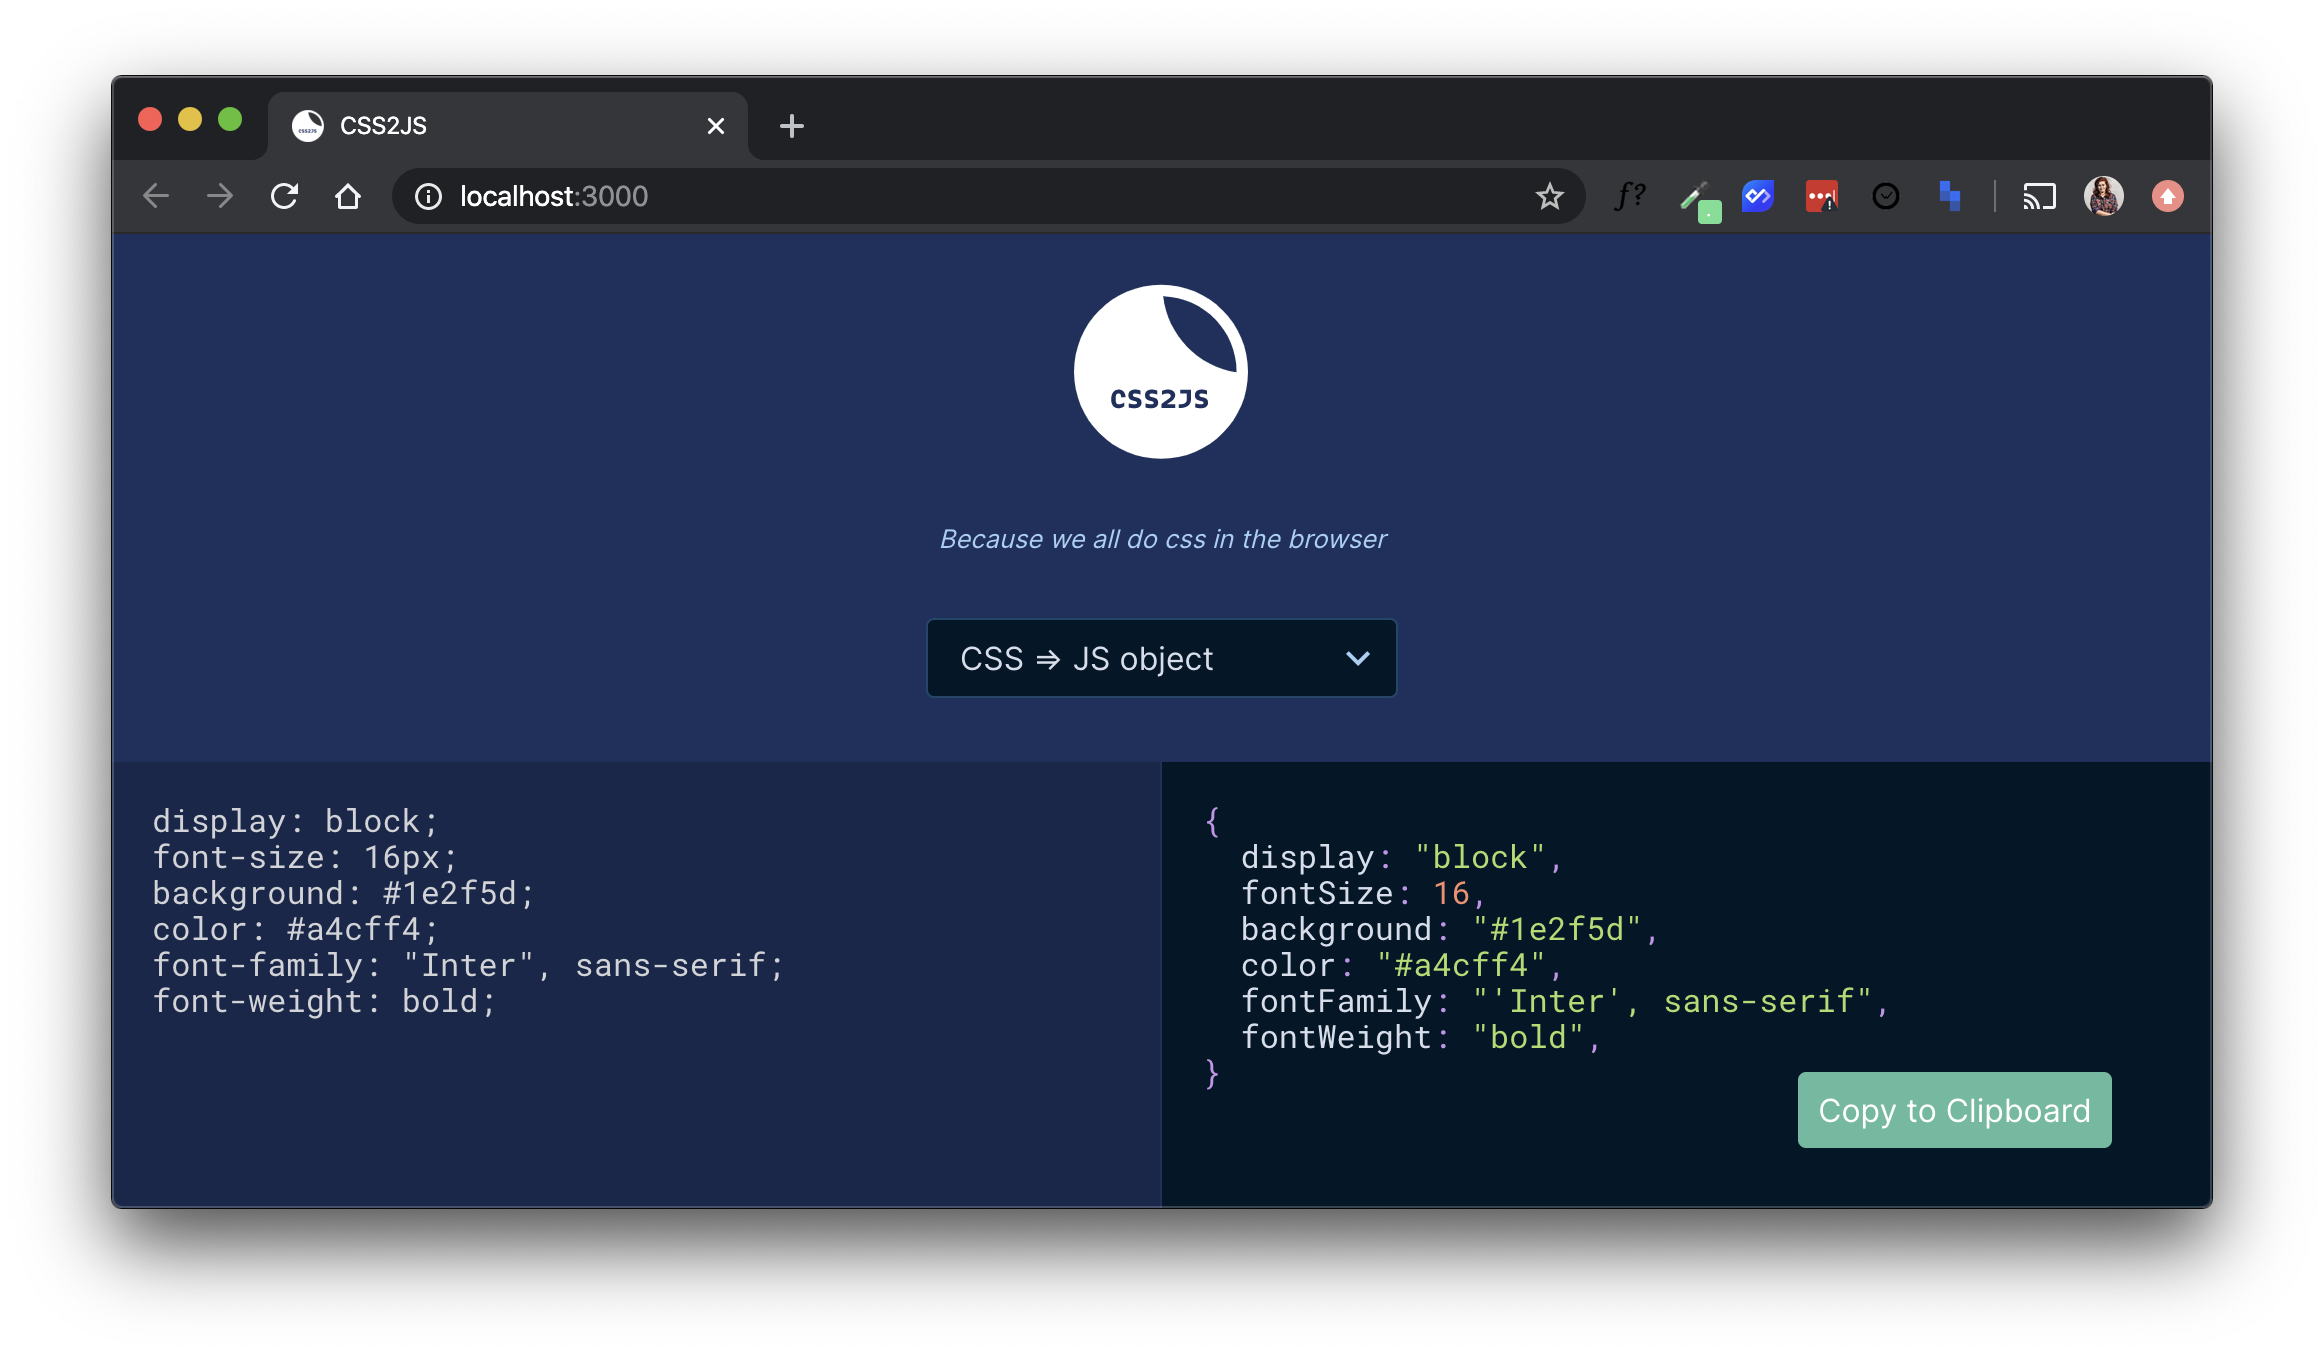 CSS2JS
localhost:3000
f?
CSS2JS
Because we all do css in the browser
CSS ⇒ JS object
display: block;
font-size: 16px;
background: #1e2f5d;
color: #a4cff4;
font-family: "Inter", sans-serif;
font-weight: bold;
{
  display: "block",
  fontSize: 16,
  background: "#1e2f5d",
  color: "#a4cff4",
  fontFamily: "'Inter', sans-serif",
  fontWeight: "bold",
}
Copy to Clipboard